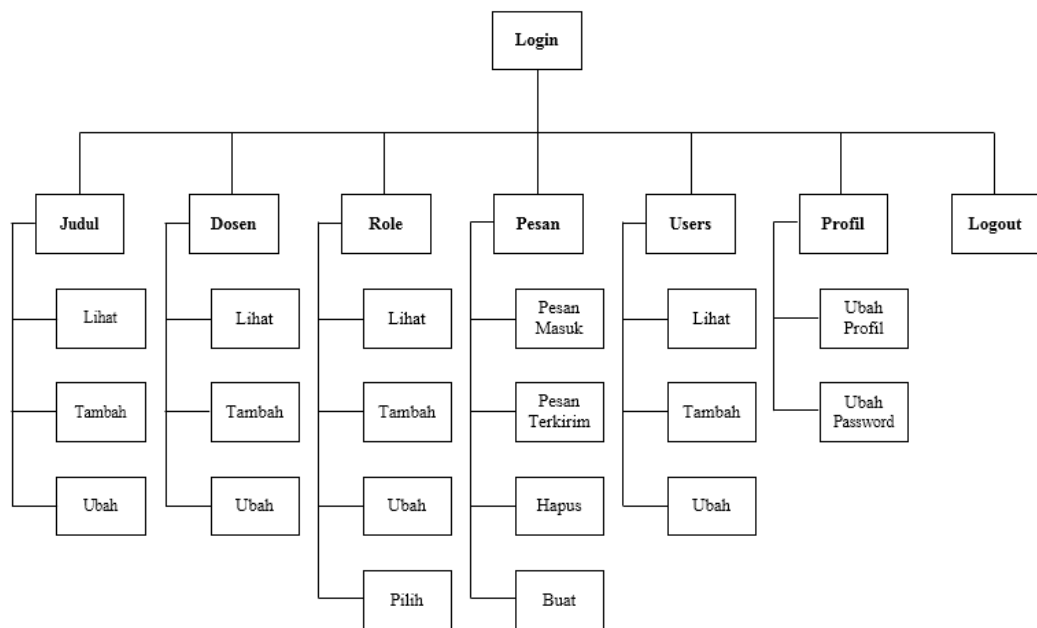 Login
Judul
Dosen
Role
Pesan
Users
Profil
Logout
Lihat
Lihat
Lihat
Pesan
Masuk
Lihat
Ubah
Profil
Tambah
Tambah
Tambah
Pesan
Terkirim
Tambah
Ubah
Password
Ubah
Ubah
Ubah
Hapus
Ubah
Pilih
Buat